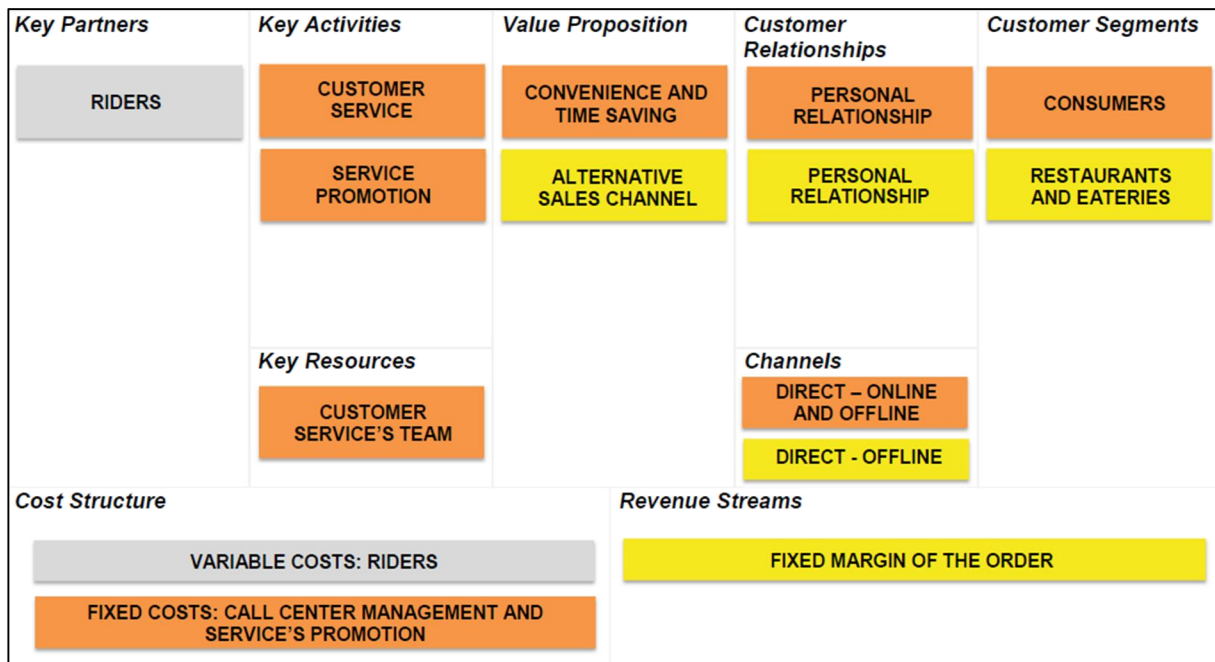 Key Partners
RIDERS
Key Activities
CUSTOMER
SERVICE
SERVICE
PROMOTION
Key Resources
CUSTOMER
SERVICE'S TEAM
Value Proposition
CONVENIENCE AND
TIME SAVING
ALTERNATIVE
SALES CHANNEL
Customer
Relationships
PERSONAL
RELATIONSHIP
PERSONAL
RELATIONSHIP
Channels
DIRECT – ONLINE
AND OFFLINE
DIRECT - OFFLINE
Customer Segments
CONSUMERS
RESTAURANTS
AND EATERIES
Cost Structure
VARIABLE COSTS: RIDERS
FIXED COSTS: CALL CENTER MANAGEMENT AND
SERVICE'S PROMOTION
Revenue Streams
FIXED MARGIN OF THE ORDER